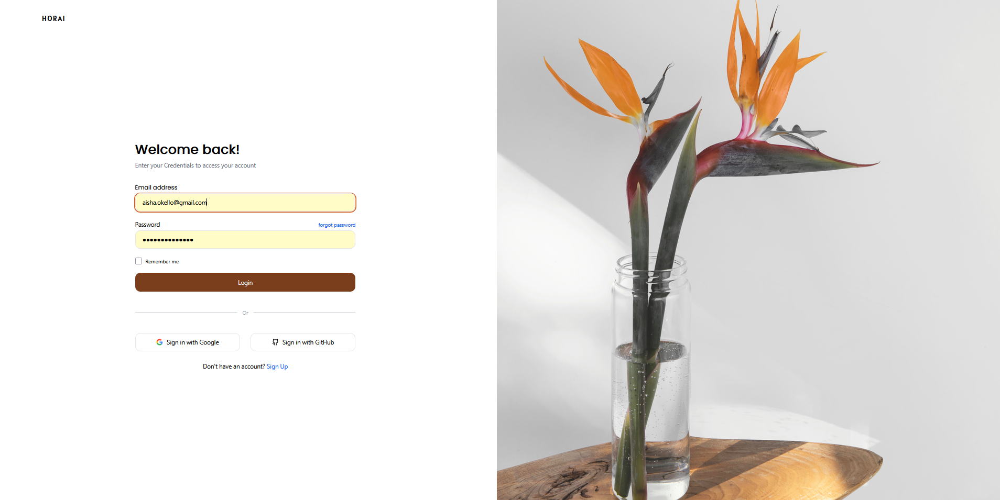 HORAI
Welcome back!
Enter your Credentials to access your account
Email address
aisha.okello@gmail.com
Password forgot password
••••••••••••••
Remember me
Login
Or
Sign in with Google Sign in with GitHub
Don't have an account? Sign Up